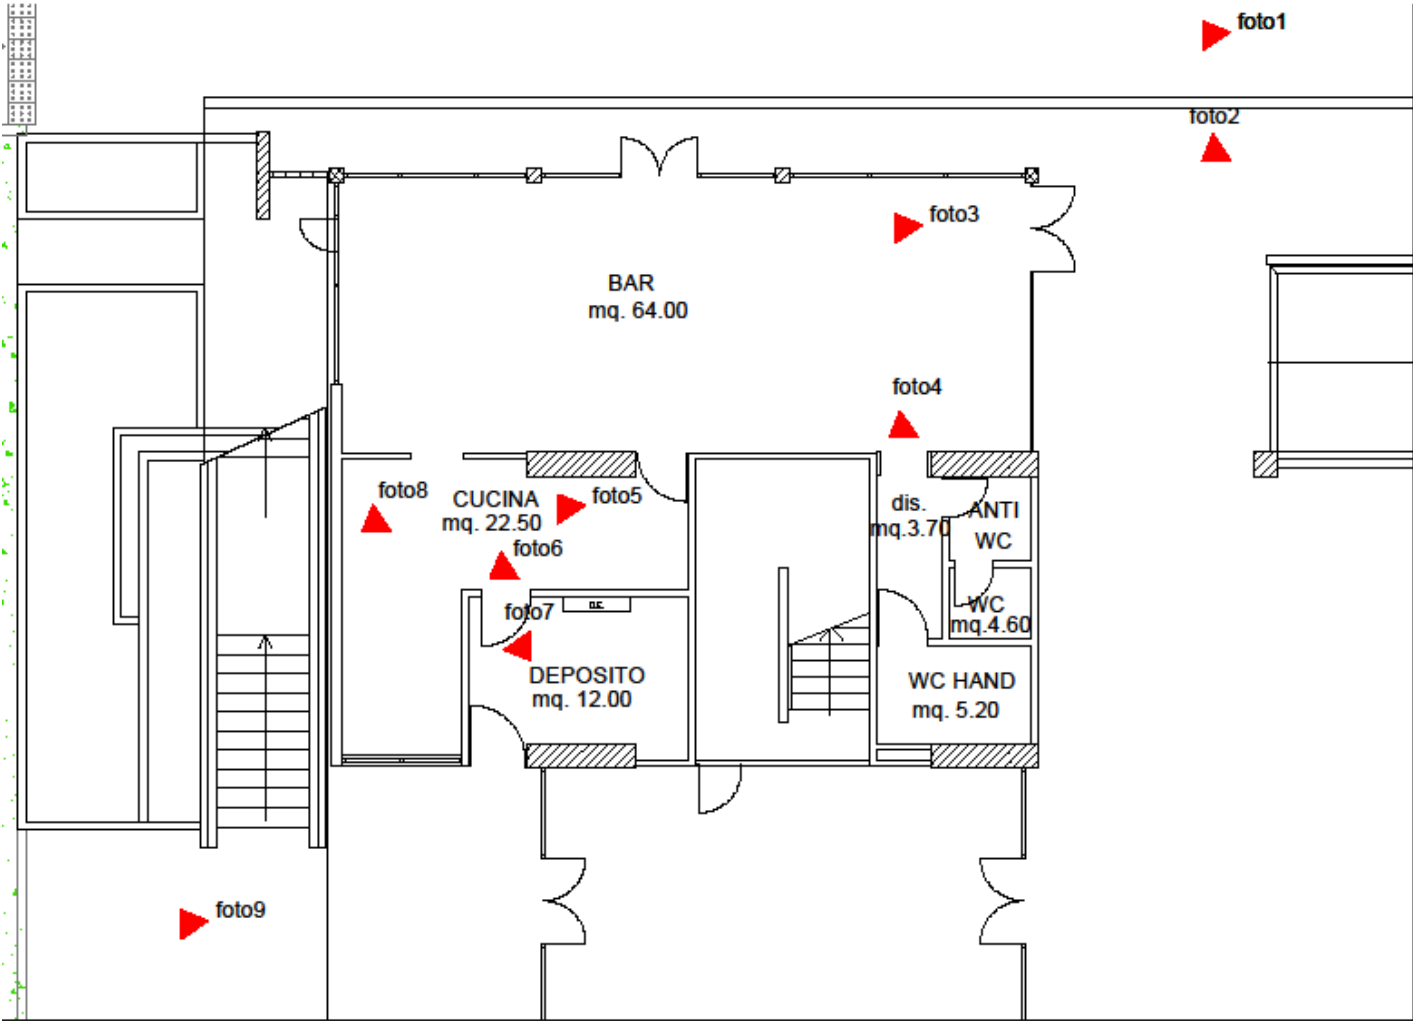 foto1
foto2
foto3
BAR
mq. 64.00
foto4
foto8
CUCINA
mq. 22.50
foto5
foto6
dis.
mq.3.70
ANTI
WC
foto7
WC
mq.4.60
DEPOSITO
mq. 12.00
WC HAND
mq. 5.20
foto9